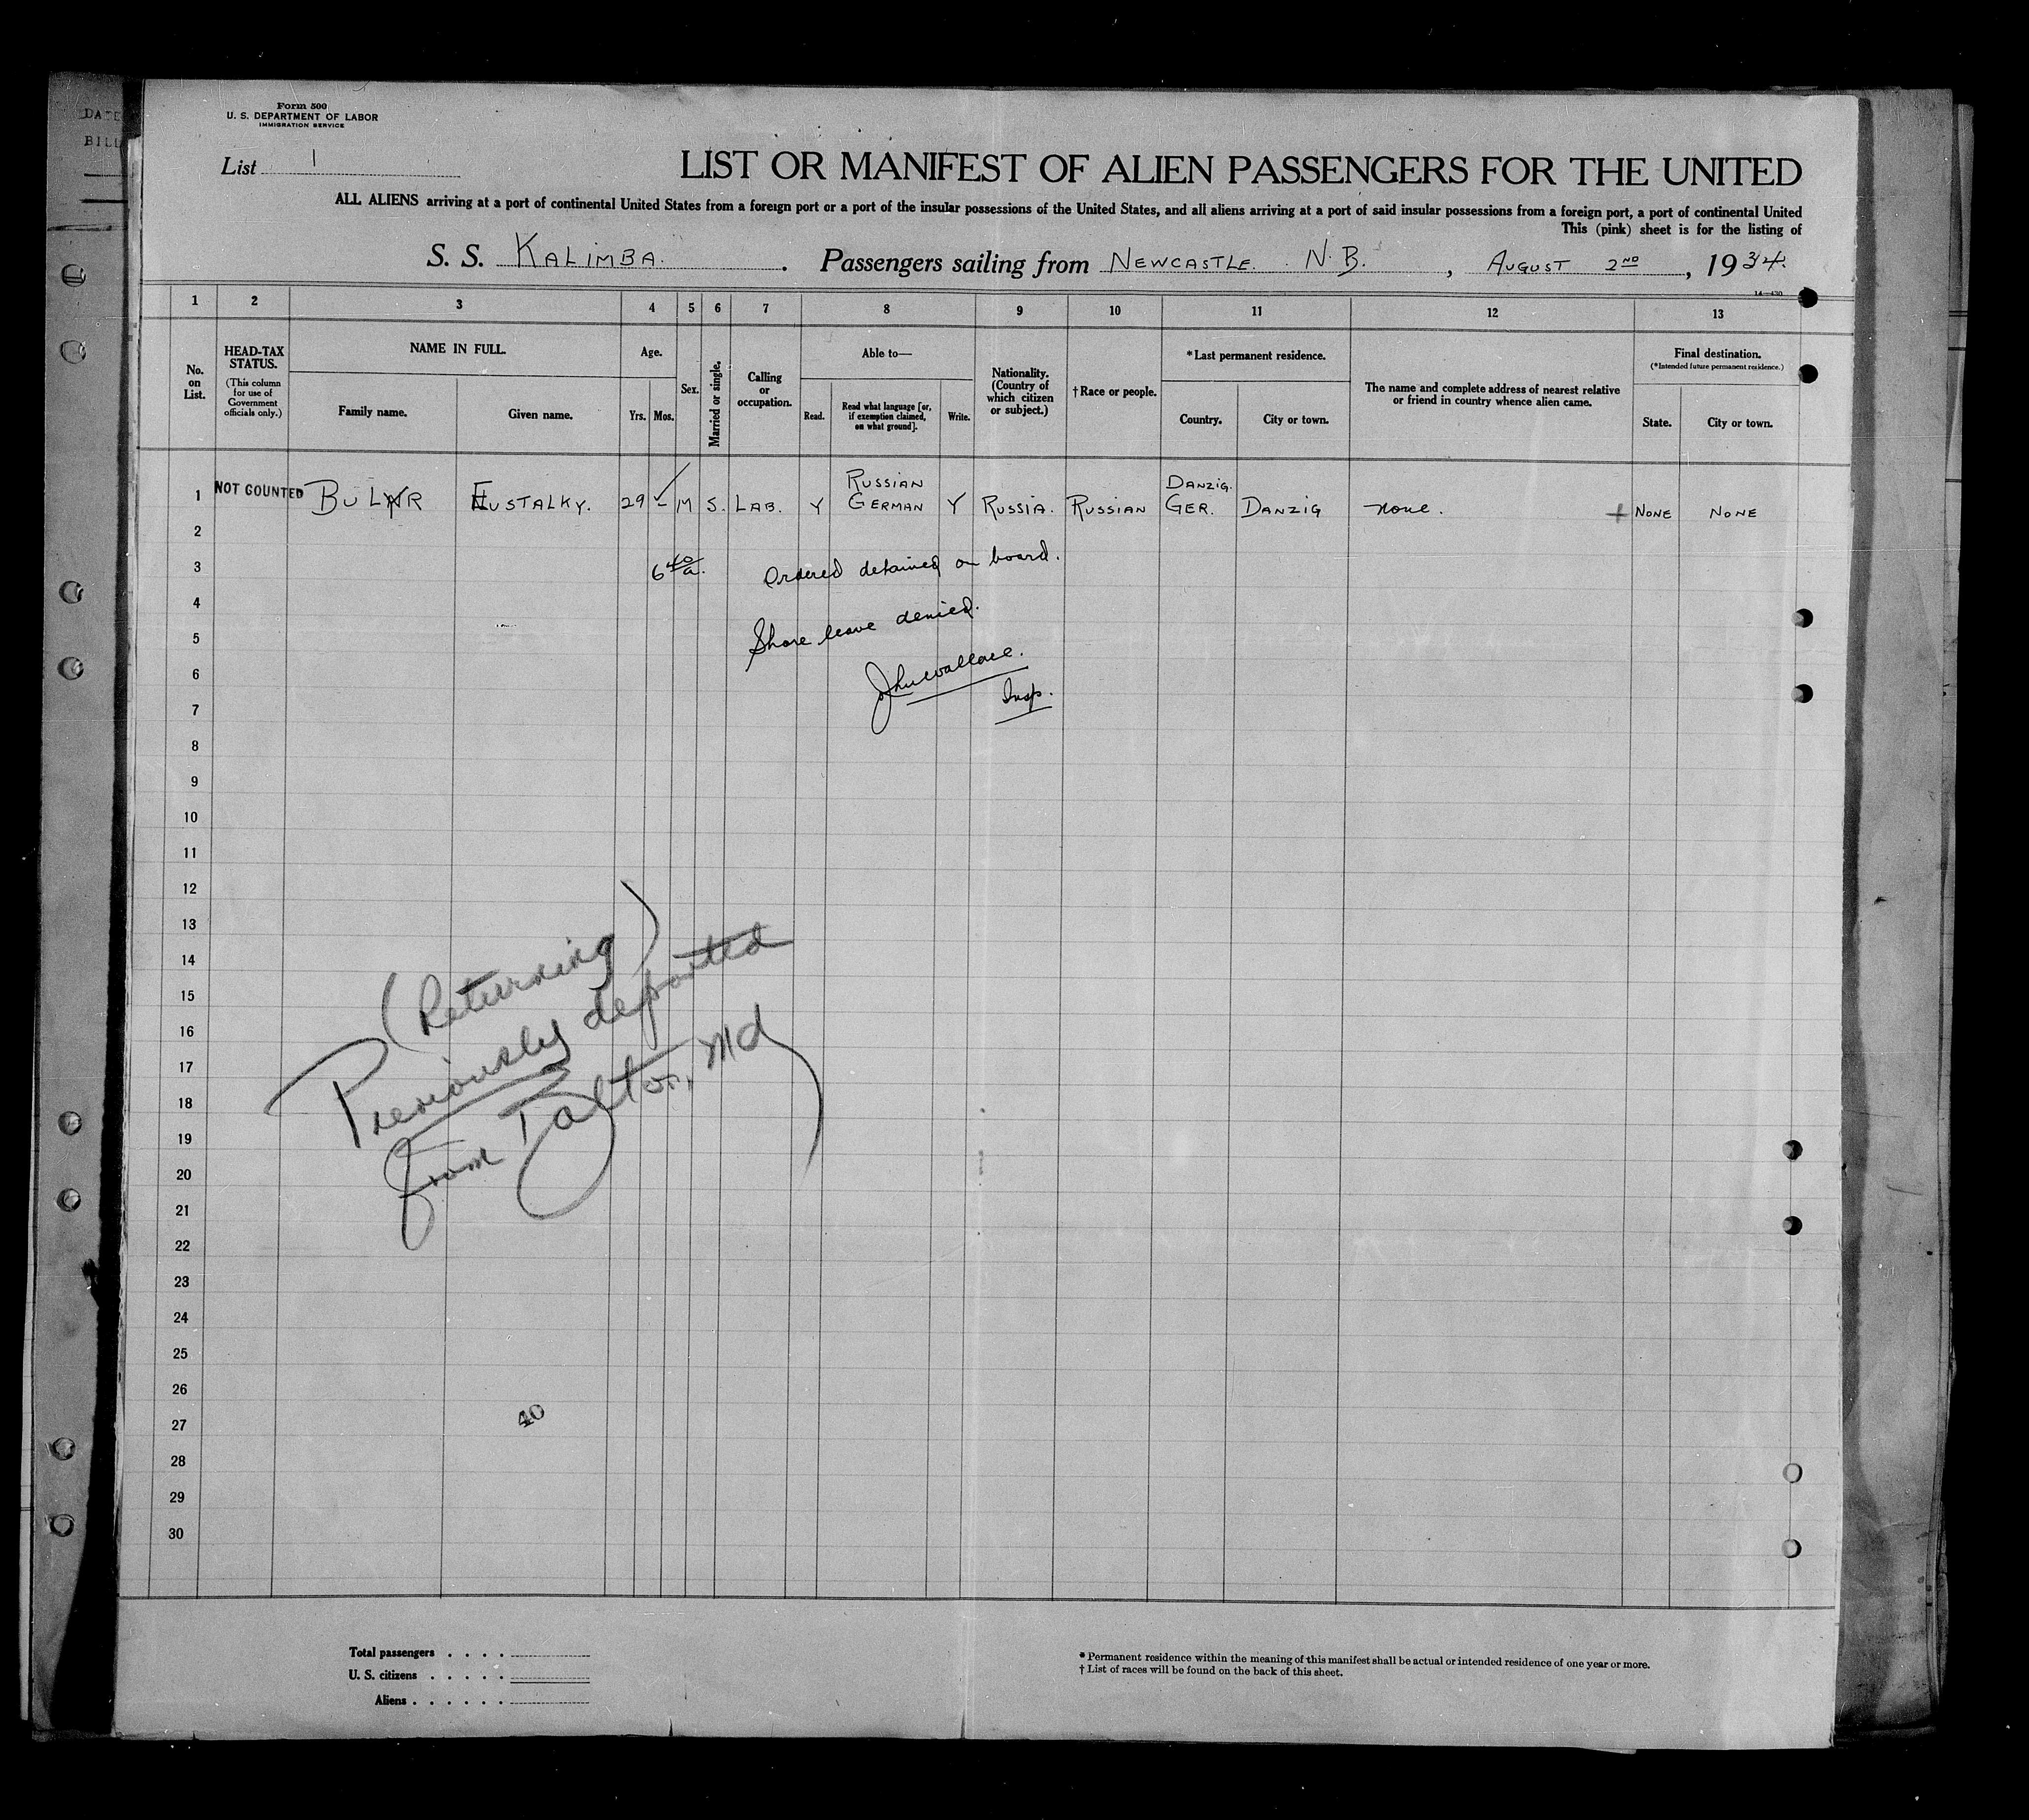 DATE
BILL
Form 500
U. S. DEPARTMENT OF LABOR
IMMIGRATION SERVICE
List 1
LIST OR MANIFEST OF ALIEN PASSENGERS FOR THE UNITED
ALL ALIENS arriving at a port of continental United States from a foreign port or a port of the insular possessions of the United States, and all aliens arriving at a port of said insular possessions from a foreign port, a port of continental United
This (pink) sheet is for the listing of
S. S. KALIMBA. Passengers sailing from NEWCASTLE. N.B., AUGUST 2ND, 1934.
1 2 3 4 5 6 7 8 9 10 11 12 13
No. on List.
HEAD-TAX STATUS.
(This column for use of Government officials only.)
NAME IN FULL.
Family name. Given name.
Age.
Yrs. Mos.
Sex.
Married or single.
Calling or occupation.
Able to—
Read. Read what language [or, if exemption claimed, on what ground]. Write.
Nationality. (Country of which citizen or subject.)
†Race or people.
*Last permanent residence.
Country. City or town.
The name and complete address of nearest relative or friend in country whence alien came.
Final destination.
(*Intended future permanent residence.)
State. City or town.
1 NOT COUNTED EUSTALKY. 29 M S. LAB. Y RUSSIAN GERMAN Y RUSSIA. RUSSIAN DANZIG. GER. DANZIG none. NONE NONE
2
3 Ordered detained on board.
4
5 Shore leave denied.
6 John Wallace.
7 Insp.
8
9
10
11
12
13
14
15
16
17
18
19
20
21
22
23
24
25
26
27
28
29
30
(Returning)
Previously deported
from Md)
40
Total passengers
U. S. citizens
Aliens
* Permanent residence within the meaning of this manifest shall be actual or intended residence of one year or more.
† List of races will be found on the back of this sheet.